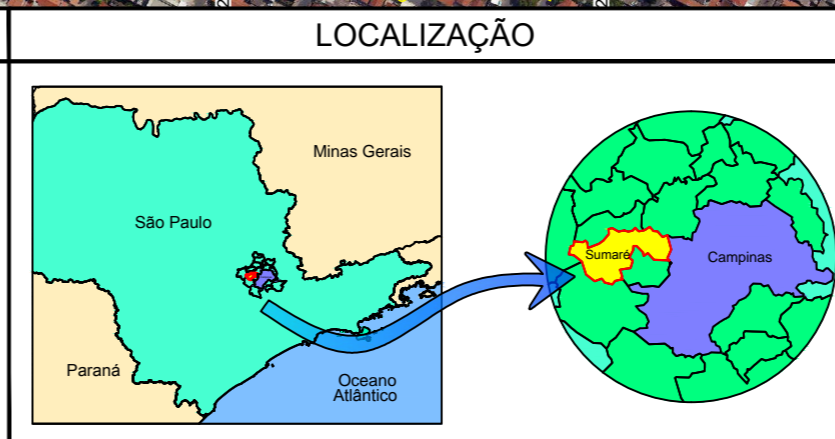 LOCALIZAÇÃO
Minas Gerais
São Paulo
Paraná
Oceano
Atlântico
Sumaré
Campinas